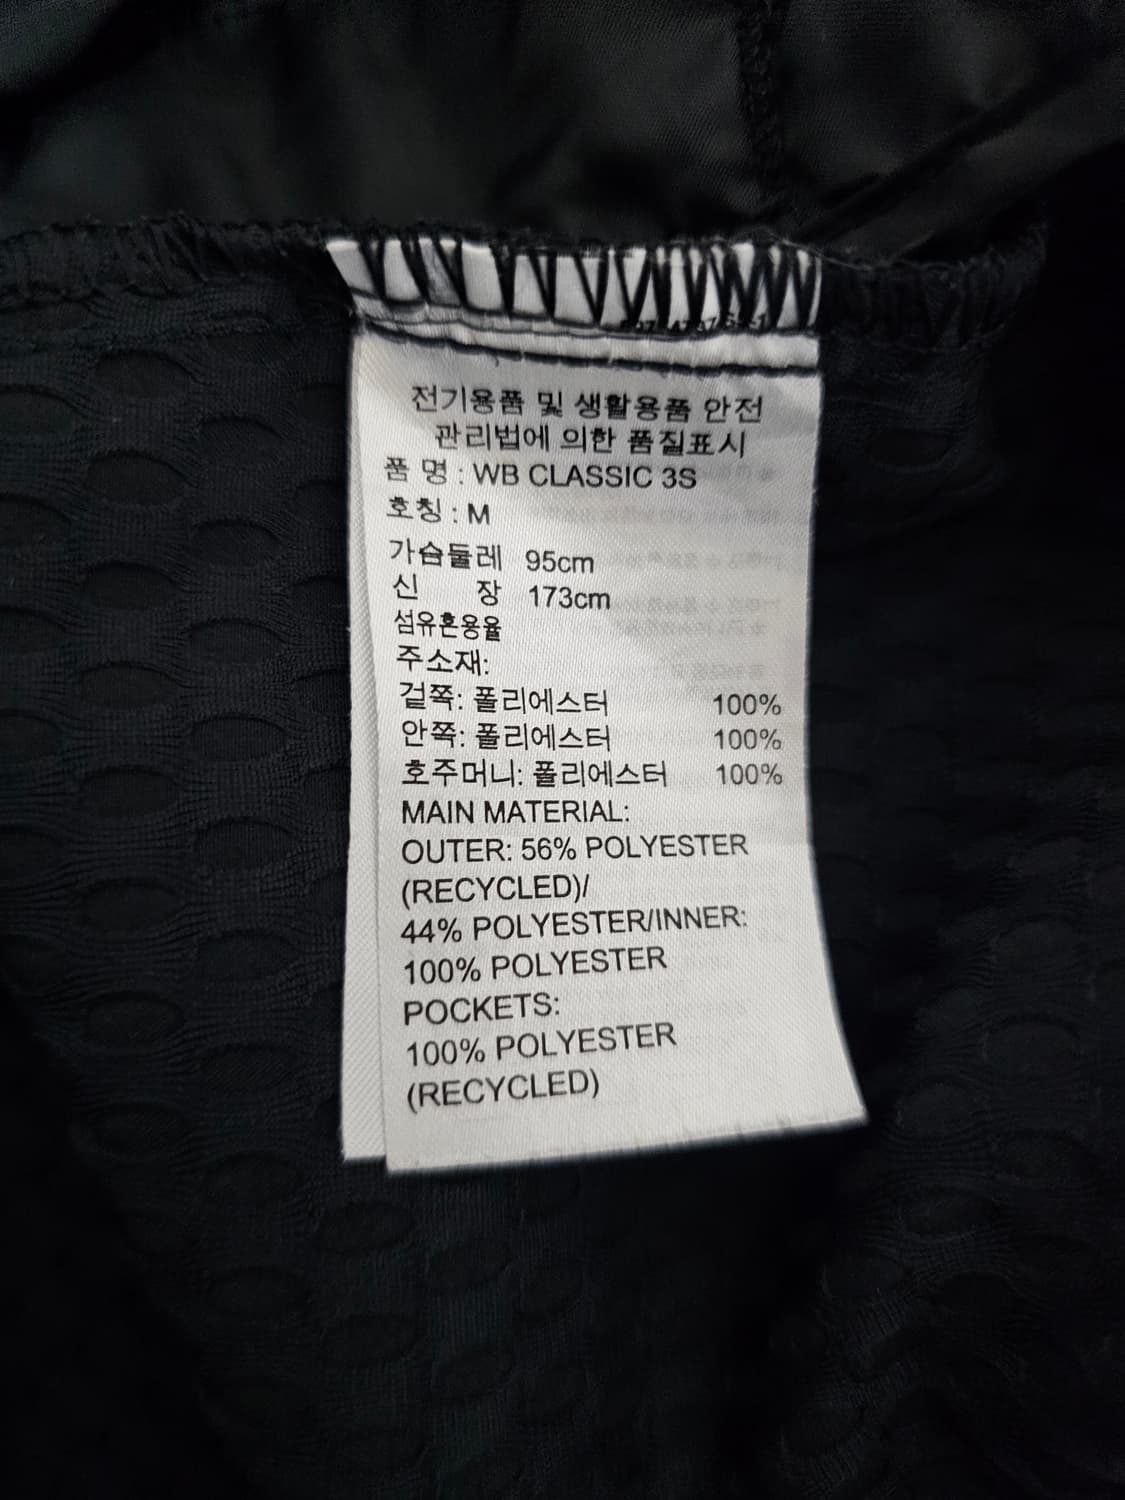 전기용품 및 생활용품 안전
관리법에 의한 품질표시
품 명 : WB CLASSIC 3S
호칭 : M
가슴둘레 95cm
신 장 173cm
섬유혼용율
주소재:
겉쪽: 폴리에스터 100%
안쪽: 폴리에스터 100%
호주머니: 폴리에스터 100%
MAIN MATERIAL:
OUTER: 56% POLYESTER
(RECYCLED)/
44% POLYESTER/INNER:
100% POLYESTER
POCKETS:
100% POLYESTER
(RECYCLED)